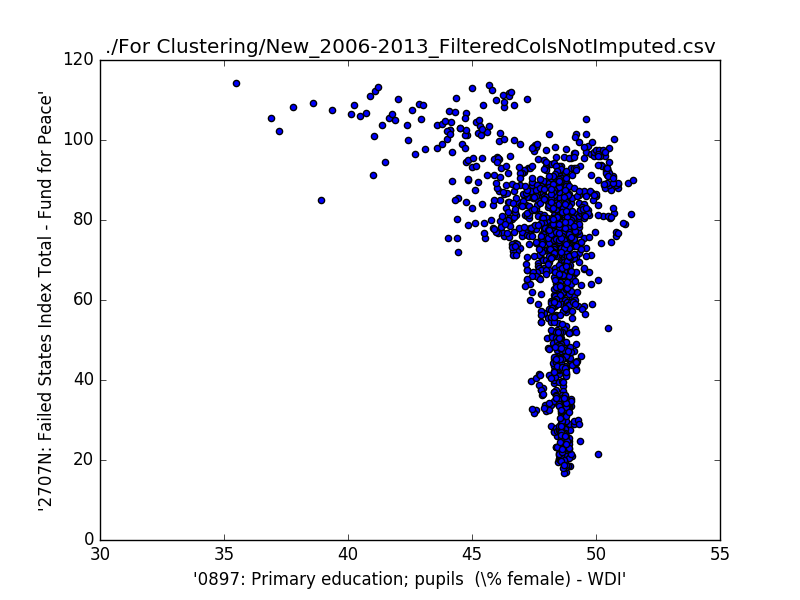 ./For Clustering/New_2006-2013_FilteredColsNotImputed.csv
120
100
80
60
40
20
0
'2707N: Failed States Index Total - Fund for Peace'
30 35 40 45 50 55
'0897: Primary education; pupils  (\% female) - WDI'